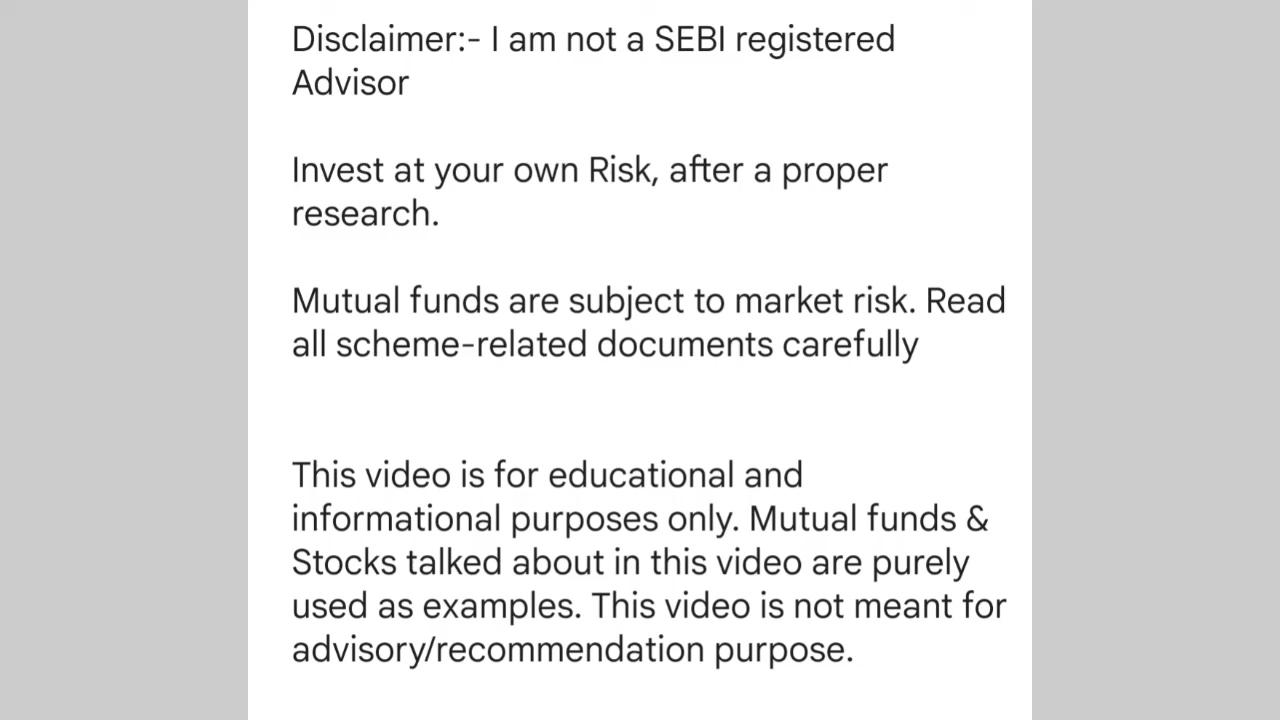 Disclaimer:- I am not a SEBI registered
Advisor
Invest at your own Risk, after a proper
research.
Mutual funds are subject to market risk. Read
all scheme-related documents carefully
This video is for educational and
informational purposes only. Mutual funds &
Stocks talked about in this video are purely
used as examples. This video is not meant for
advisory/recommendation purpose.